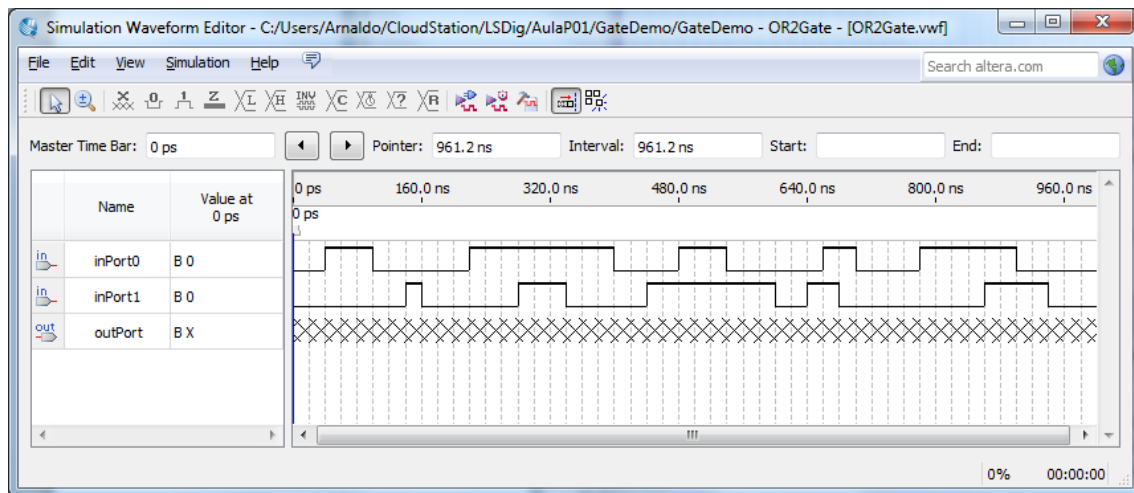 Simulation Waveform Editor - C:/Users/Arnaldo/CloudStation/LSDig/AulaP01/GateDemo/GateDemo - OR2Gate - [OR2Gate.vwf]
File Edit View Simulation Help
Search altera.com
Master Time Bar: 0 ps Pointer: 961.2 ns Interval: 961.2 ns Start: End:
Name Value at 0 ps
0 ps 160.0 ns 320.0 ns 480.0 ns 640.0 ns 800.0 ns 960.0 ns
0 ps
in inPort0 B 0
in inPort1 B 0
out outPort B X
0% 00:00:00